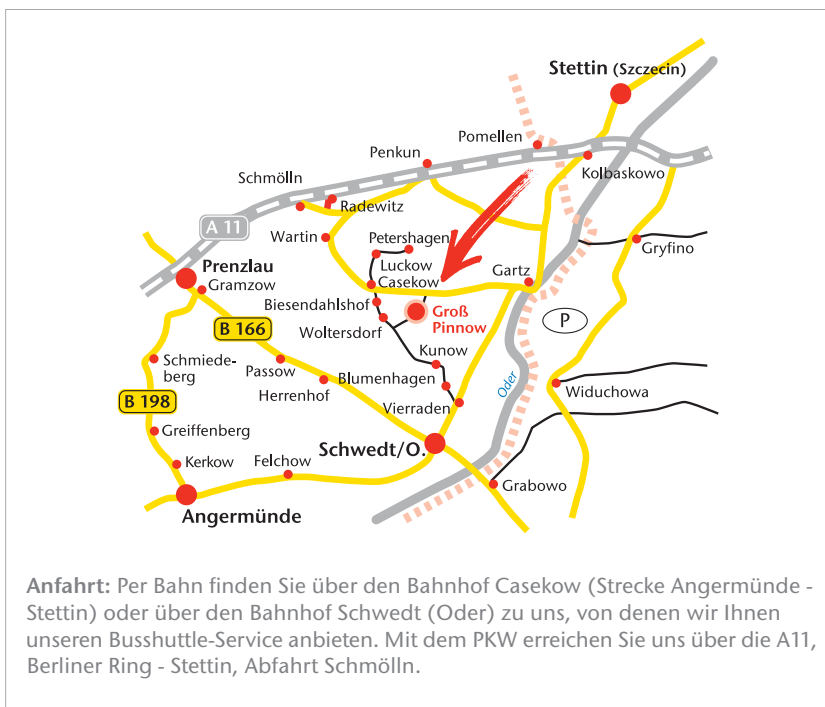 Stettin (Szczecin)
Pomellen
Penkun
Kolbaskowo
Schmölln
Radewitz
A 11
Wartin
Petershagen
Gryfino
Luckow
Prenzlau
Gartz
Casekow
Gramzow
Biesendahlshof
Groß
Pinnow
P
B 166
Woltersdorf
Kunow
Schmiede-
berg
Passow
Blumenhagen
Oder
Widuchowa
Herrenhof
B 198
Vierraden
Greiffenberg
Schwedt/O.
Kerkow
Felchow
Grabowo
Angermünde
Anfahrt: Per Bahn finden Sie über den Bahnhof Casekow (Strecke Angermünde -
Stettin) oder über den Bahnhof Schwedt (Oder) zu uns, von denen wir Ihnen
unseren Busshuttle-Service anbieten. Mit dem PKW erreichen Sie uns über die A11,
Berliner Ring - Stettin, Abfahrt Schmölln.